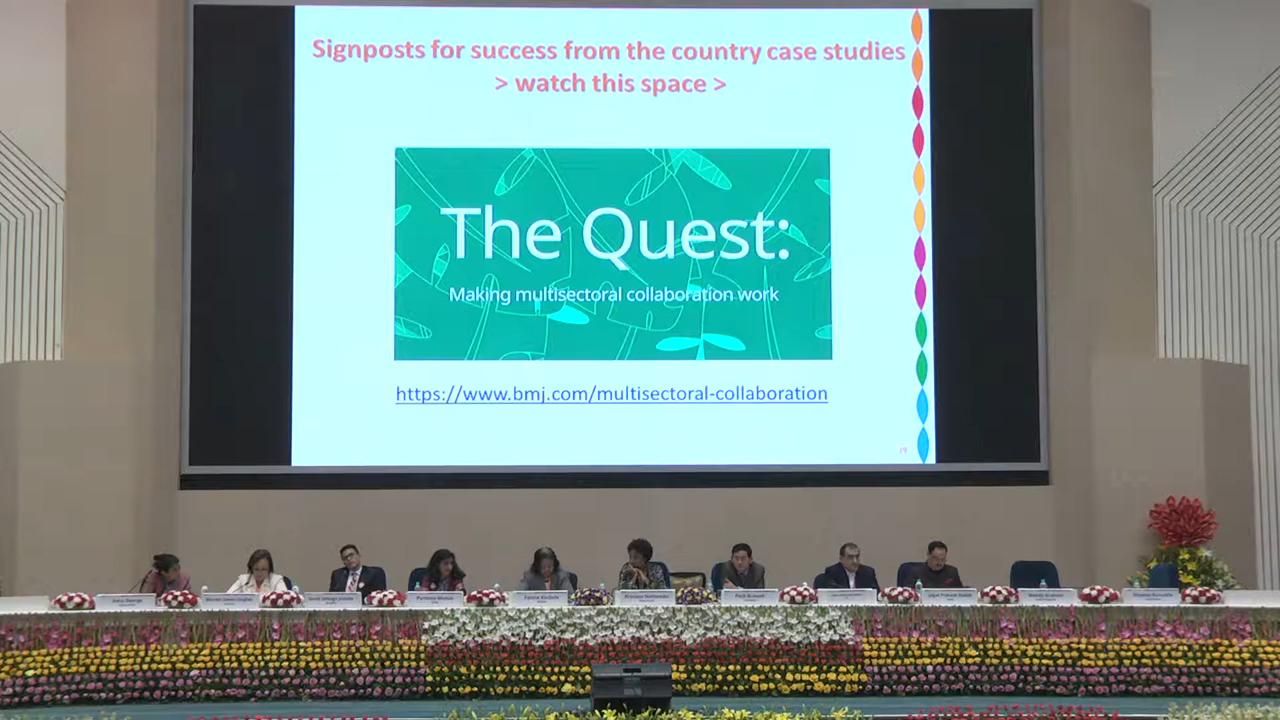 Signposts for success from the country case studies
> watch this space >
The Quest:
Making multisectoral collaboration work
https://www.bmj.com/multisectoral-collaboration
19